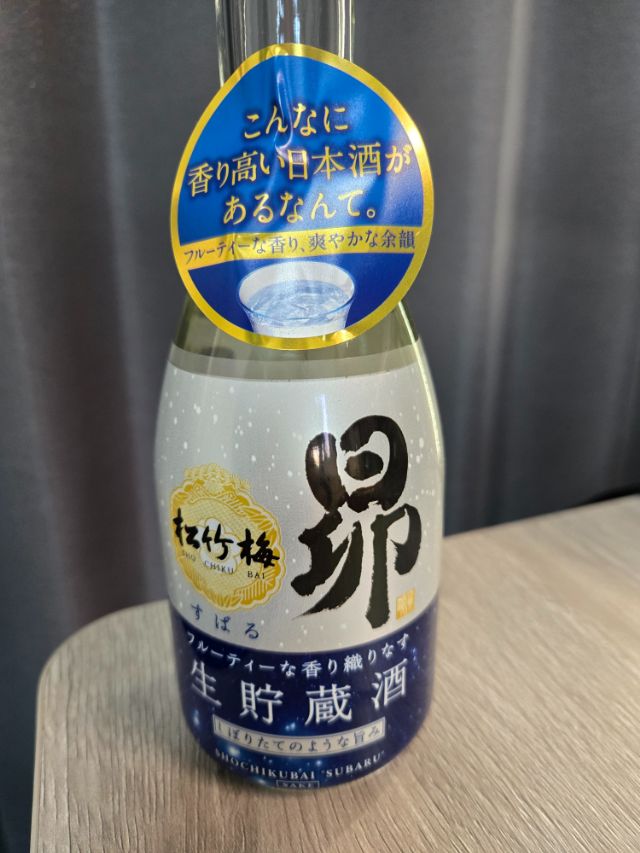 こんなに
香り高い日本酒が
あるなんて。
フルーティーな香り、爽やかな余韻
昴
松竹梅
SHO CHIKU BAI
すばる
フルーティーな香り織りなす
生貯蔵酒
しぼりたてのような旨み
SHOCHIKUBAI "SUBARU"
SAKE